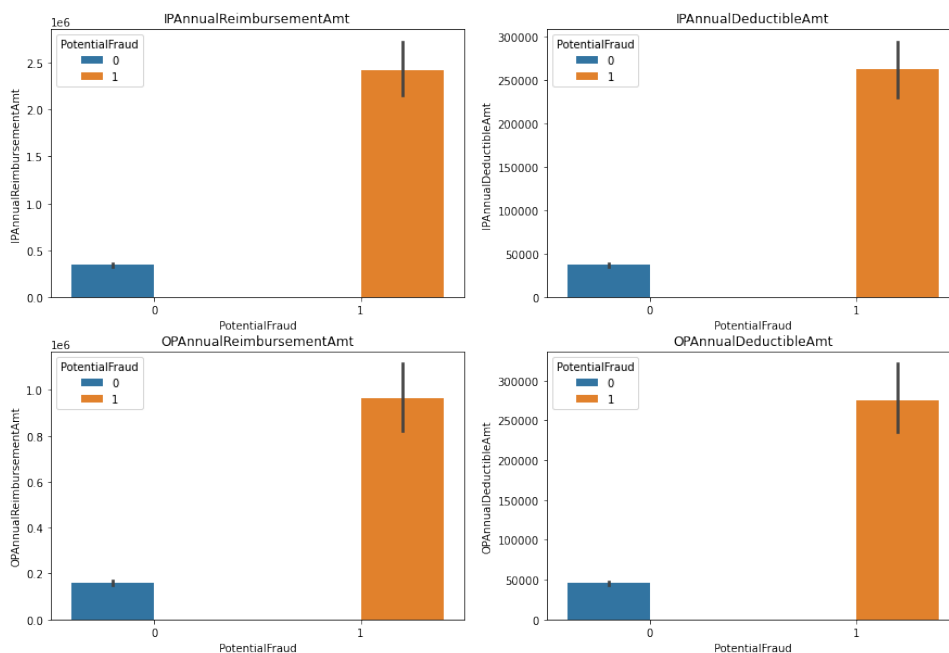 IPAnnualReimbursementAmt
1e6
PotentialFraud
0
1
2.5
2.0
1.5
1.0
0.5
0.0
IPAnnualReimbursementAmt
0
1
PotentialFraud
IPAnnualDeductibleAmt
PotentialFraud
0
1
300000
250000
200000
150000
100000
50000
0
IPAnnualDeductibleAmt
0
1
PotentialFraud
OPAnnualReimbursementAmt
1e6
PotentialFraud
0
1
1.0
0.8
0.6
0.4
0.2
0.0
OPAnnualReimbursementAmt
0
1
PotentialFraud
OPAnnualDeductibleAmt
PotentialFraud
0
1
300000
250000
200000
150000
100000
50000
0
OPAnnualDeductibleAmt
0
1
PotentialFraud